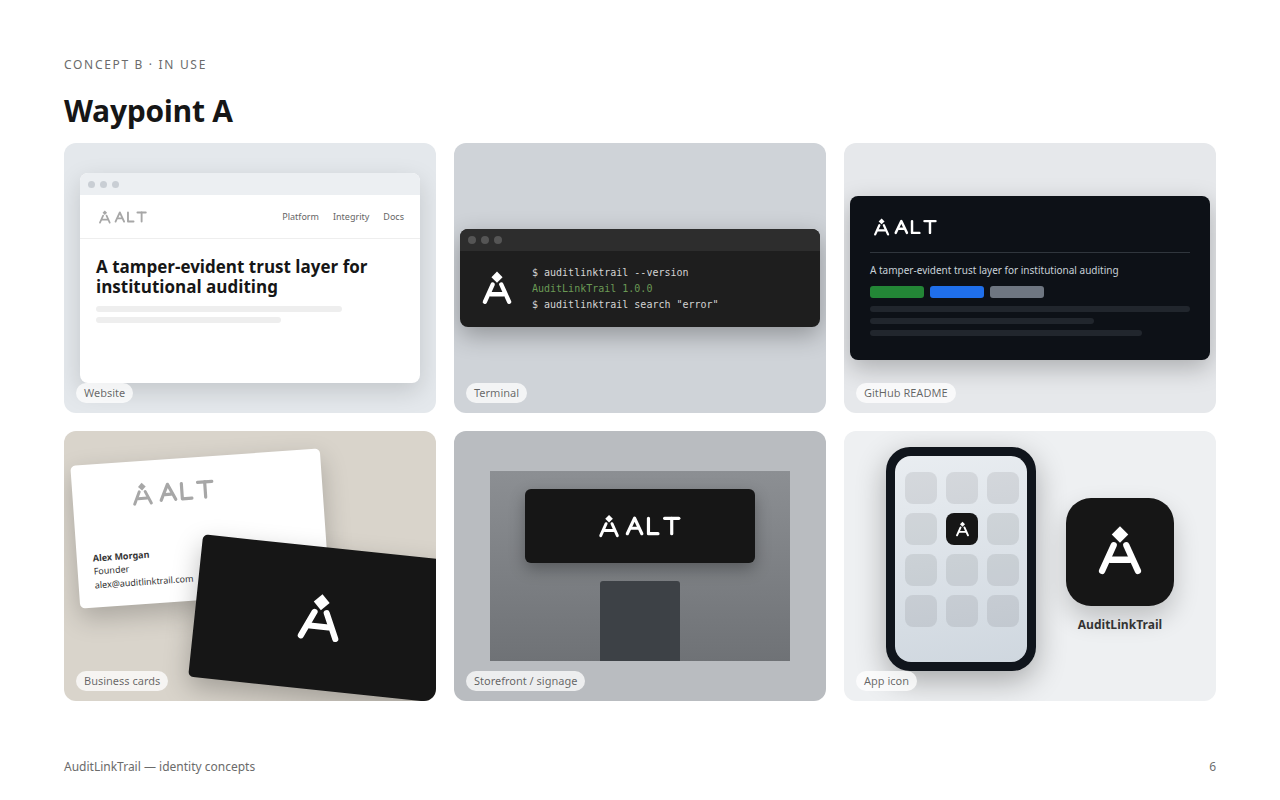 CONCEPT B · IN USE
Waypoint A
ALT
Platform Integrity Docs
A tamper-evident trust layer for
institutional auditing
Website
$ auditlinktrail --version
AuditLinkTrail 1.0.0
$ auditlinktrail search "error"
Terminal
ALT
A tamper-evident trust layer for institutional auditing
GitHub README
ALT
Alex Morgan
Founder
alex@auditlinktrail.com
Business cards
ALT
Storefront / signage
AuditLinkTrail
App icon
AuditLinkTrail — identity concepts
6